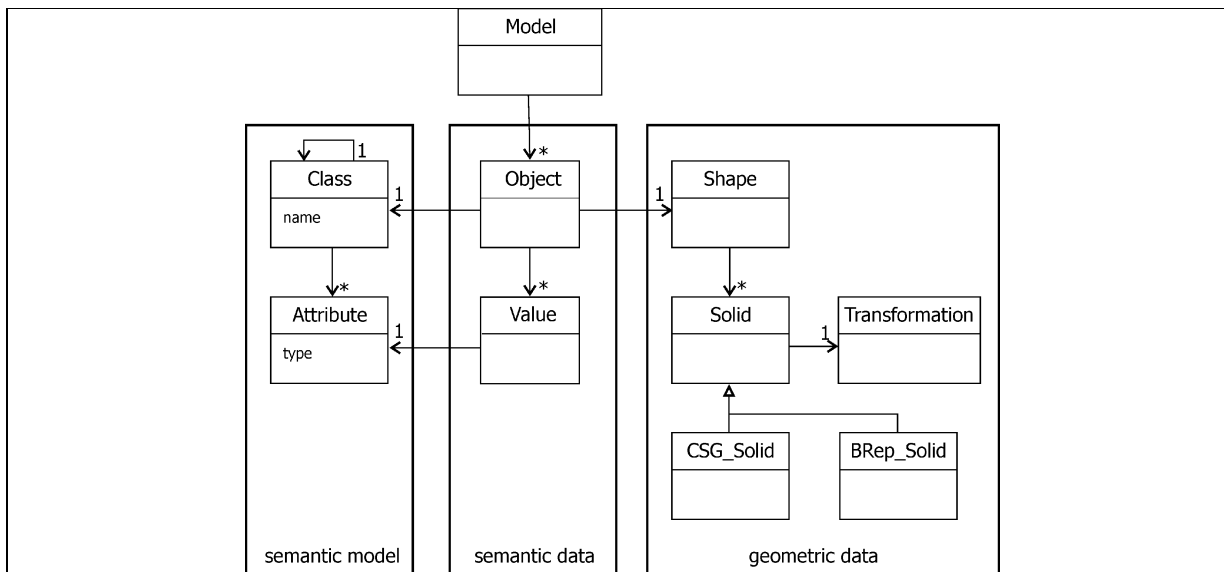 Model
1
*
Class
Object
Shape
1
1
name
*
*
*
Attribute
Value
Solid
Transformation
1
1
type
CSG_Solid
BRep_Solid
semantic model
semantic data
geometric data